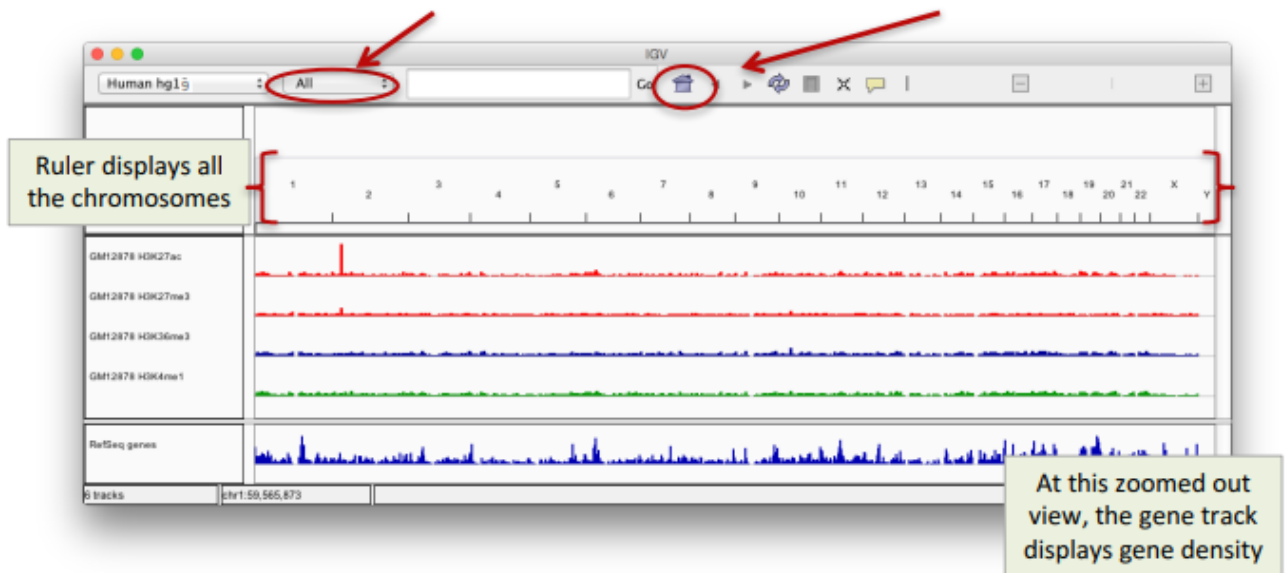 IGV
Human hg19 All Go
Ruler displays all
the chromosomes
1 2 3 4 5 6 7 8 9 10 11 12 13 14 15 16 17 18 19 20 21 22 X Y
GM12878 H3K27ac
GM12878 H3K27me3
GM12878 H3K36me3
GM12878 H3K4me1
RefSeq genes
6 tracks chr1:59,565,873
At this zoomed out
view, the gene track
displays gene density